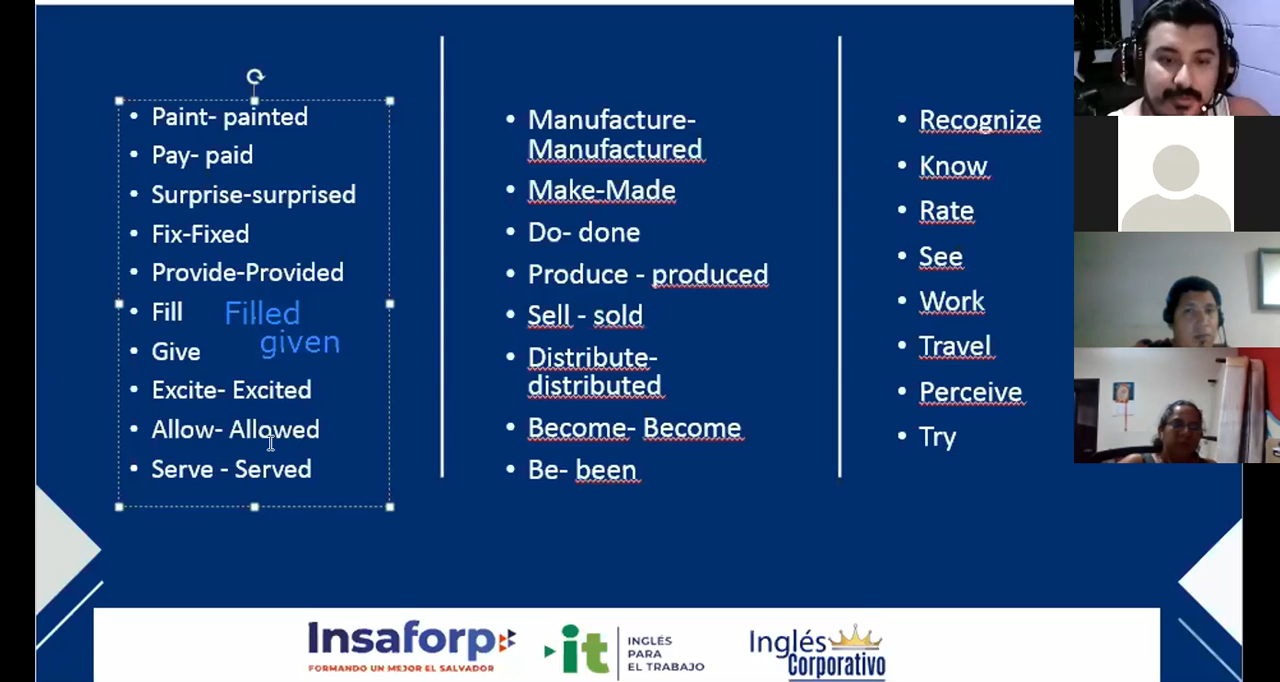 Paint- painted
Pay- paid
Surprise-surprised
Fix-Fixed
Provide-Provided
Fill Filled
Give given
Excite- Excited
Allow- Allowed
Serve - Served
Manufacture-
Manufactured
Make-Made
Do- done
Produce - produced
Sell - sold
Distribute-
distributed
Become- Become
Be- been
Recognize
Know
Rate
See
Work
Travel
Perceive
Try
Insaforp
FORMANDO UN MEJOR EL SALVADOR
it
INGLÉS
PARA
EL TRABAJO
Inglés
Corporativo